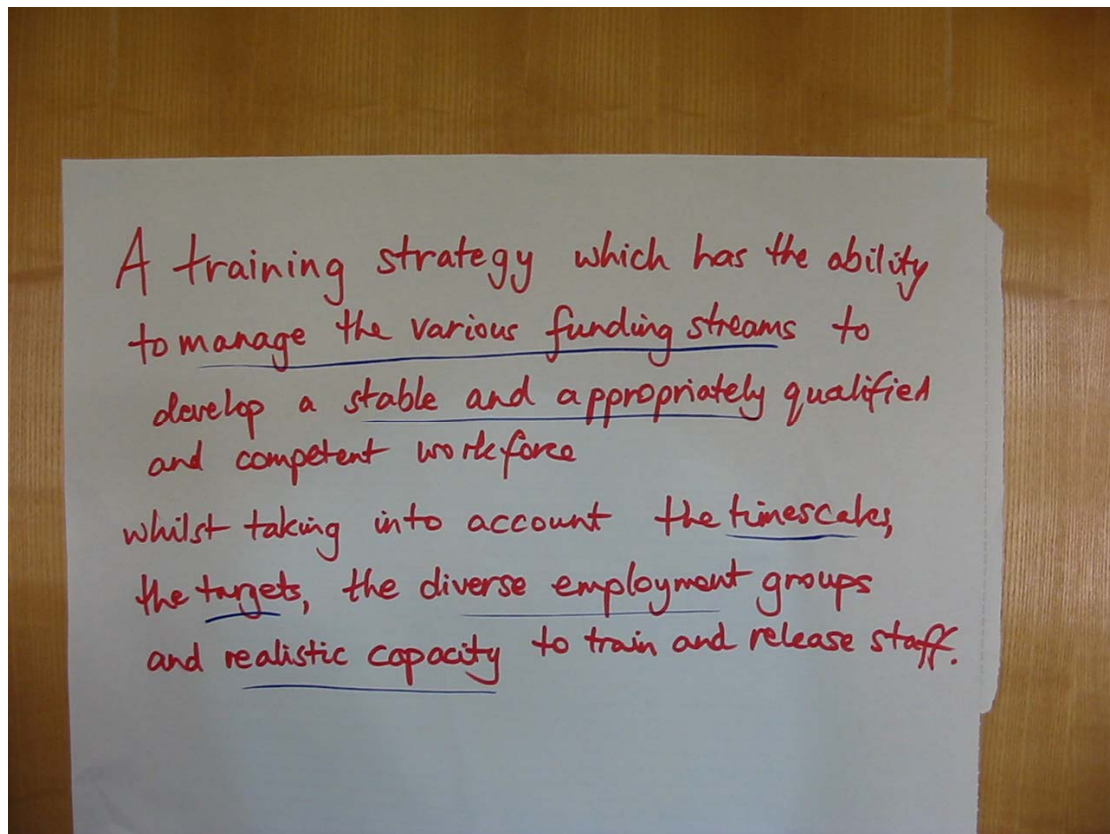 A training strategy which has the ability
to manage the various funding streams to
develop a stable and appropriately qualified
and competent workforce
whilst taking into account the timescales,
the targets, the diverse employment groups
and realistic capacity to train and release staff.